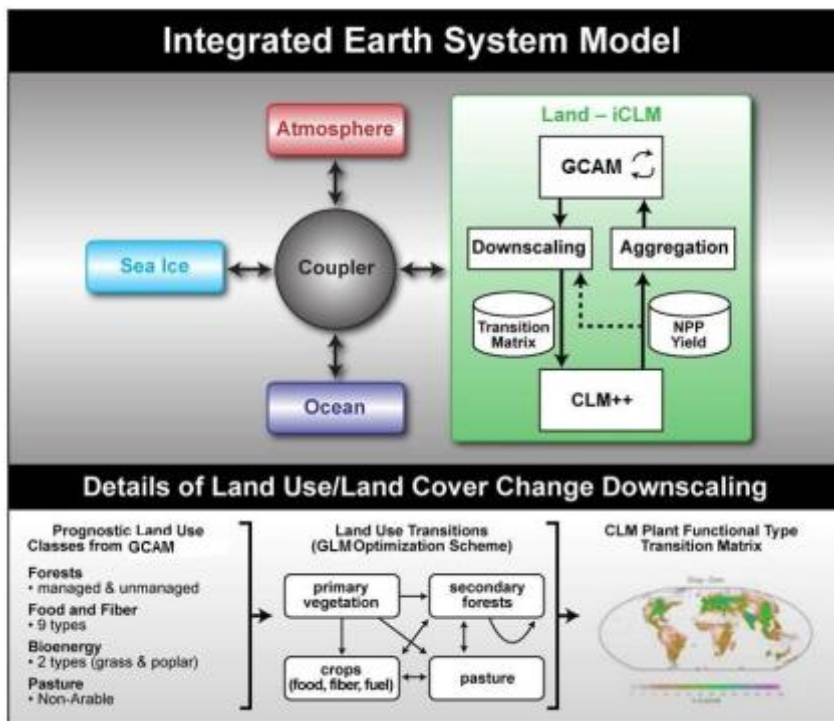 Integrated Earth System Model
Atmosphere
Sea Ice
Coupler
Ocean
Land – iCLM
GCAM
Downscaling
Aggregation
Transition
Matrix
NPP
Yield
CLM++
Details of Land Use/Land Cover Change Downscaling
Prognostic Land Use
Classes from GCAM
Forests
• managed & unmanaged
Food and Fiber
• 9 types
Bioenergy
• 2 types (grass & poplar)
Pasture
• Non-Arable
Land Use Transitions
(GLM Optimization Scheme)
primary
vegetation
secondary
forests
crops
(food, fiber, fuel)
pasture
CLM Plant Functional Type
Transition Matrix